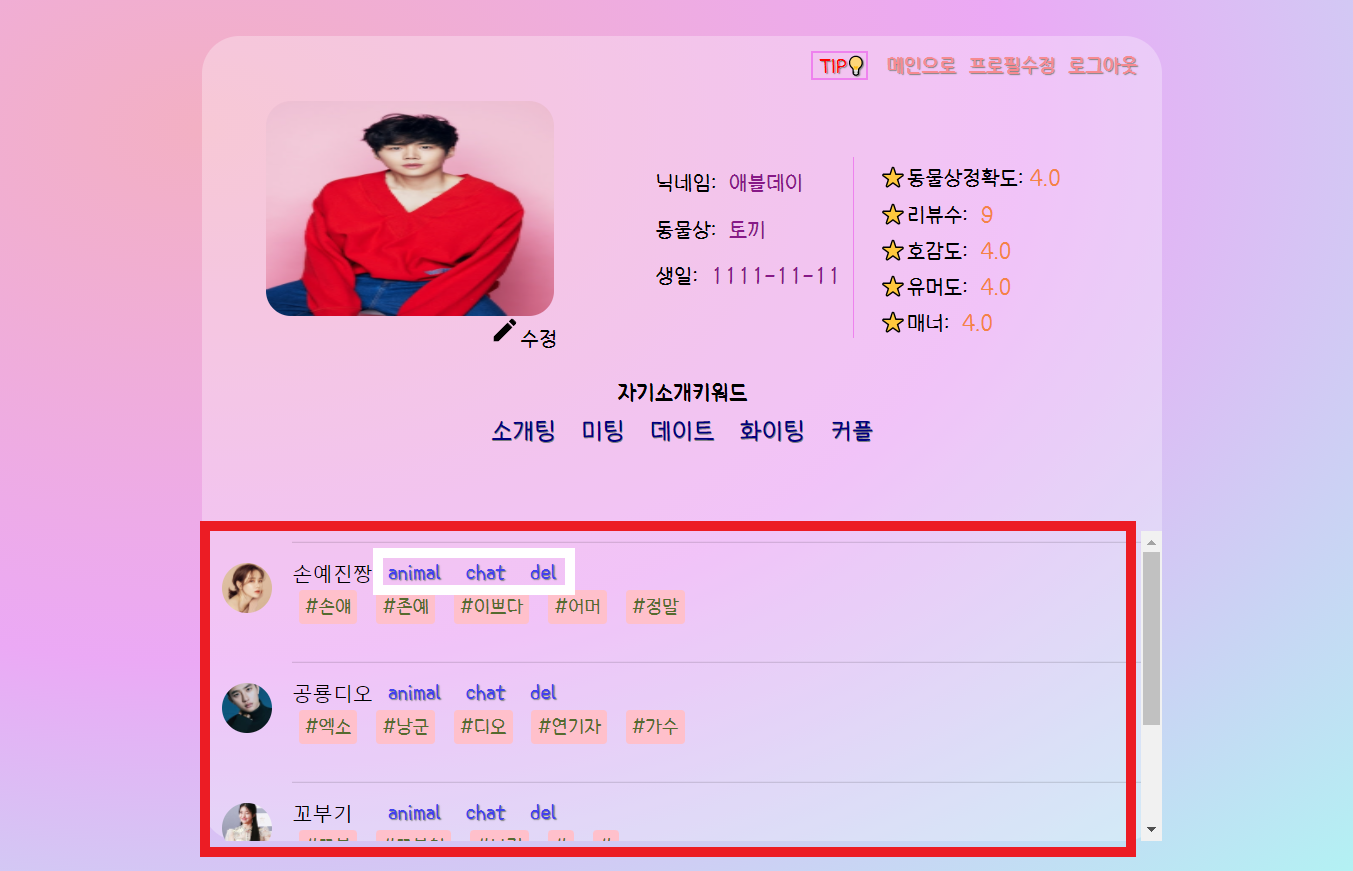 TIP 메인으로 프로필수정 로그아웃
닉네임: 애블데이
동물상: 토끼
생일: 1111-11-11
동물상정확도: 4.0
리뷰수: 9
호감도: 4.0
유머도: 4.0
매너: 4.0
수정
자기소개키워드
소개팅 미팅 데이트 화이팅 커플
손예진짱 animal chat del
#손얘 #존예 #이쁘다 #어머 #정말
공룡디오 animal chat del
#엑소 #낭군 #디오 #연기자 #가수
꼬부기 animal chat del